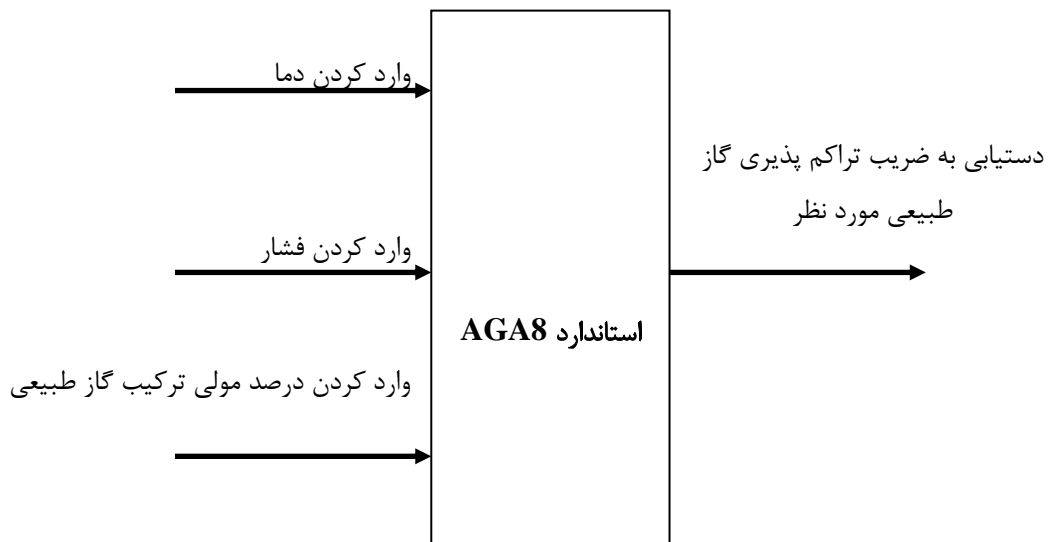 وارد کردن دما
دستیابی به ضریب تراکم پذیری گاز
طبیعی مورد نظر
وارد کردن فشار
استاندارد AGA8
وارد کردن درصد مولی ترکیب گاز طبیعی